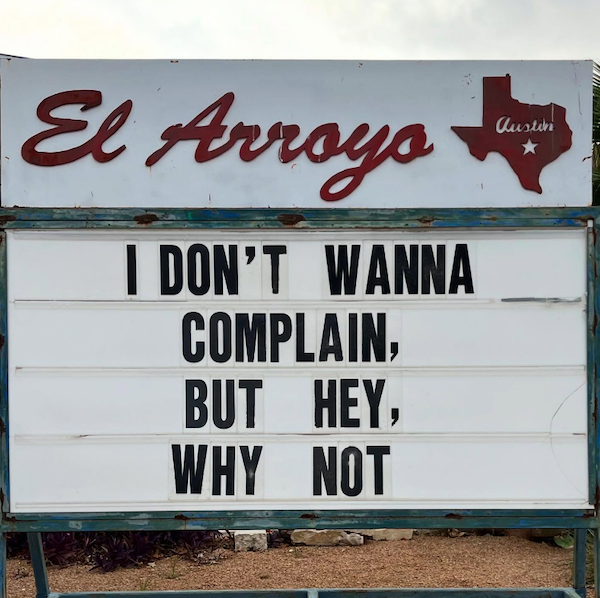 El Arroyo
Austin
I DON'T WANNA
COMPLAIN,
BUT HEY,
WHY NOT